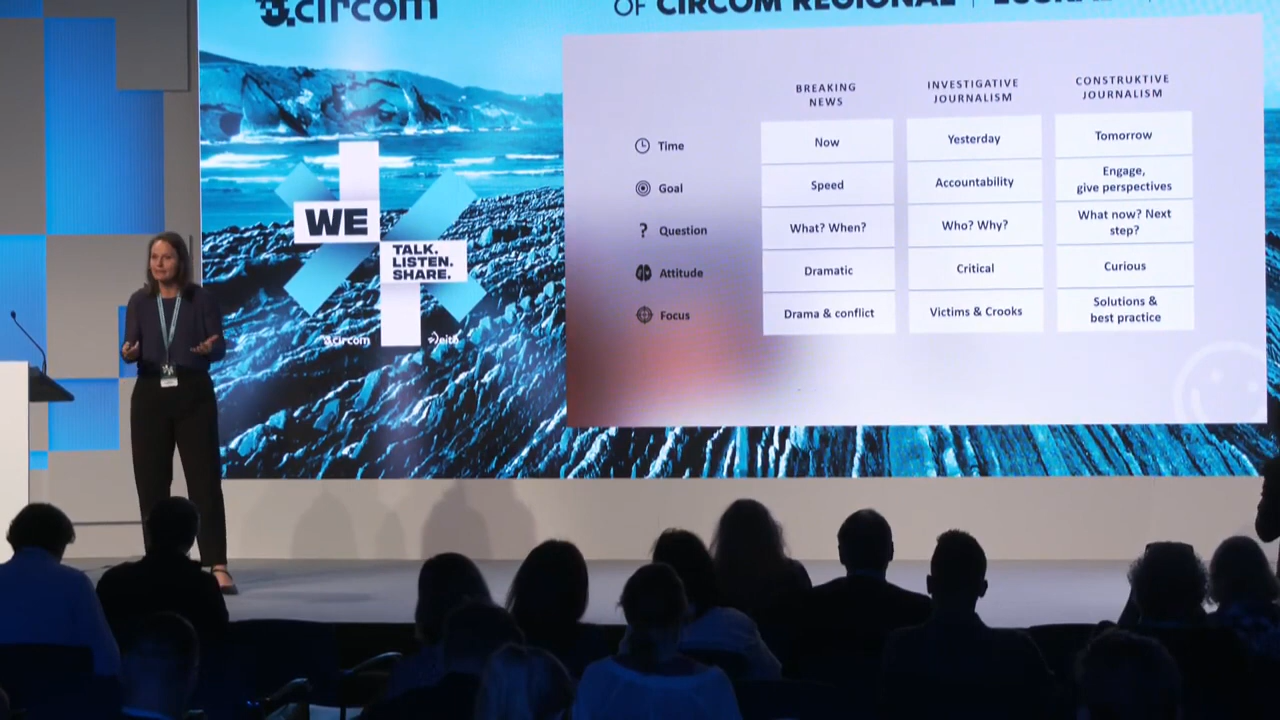 circom
OF CIRCOM REGIONAL
BREAKING
NEWS
INVESTIGATIVE
JOURNALISM
CONSTRUKTIVE
JOURNALISM
Time
Now
Yesterday
Tomorrow
Goal
Speed
Accountability
Engage,
give perspectives
? Question
What? When?
Who? Why?
What now? Next
step?
Attitude
Dramatic
Critical
Curious
Focus
Drama & conflict
Victims & Crooks
Solutions &
best practice
WE
TALK.
LISTEN.
SHARE.
circom
eitb